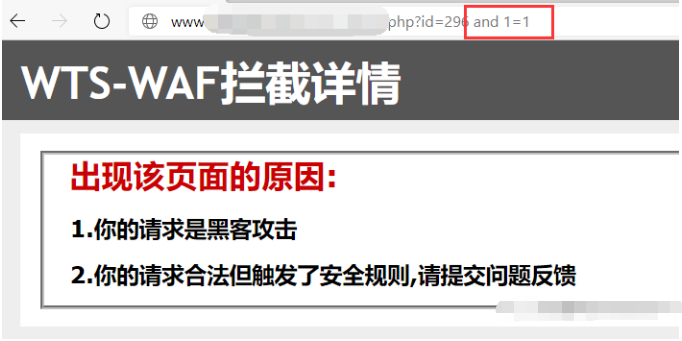 www php?id=296 and 1=1
WTS-WAF拦截详情
出现该页面的原因:
1.你的请求是黑客攻击
2.你的请求合法但触发了安全规则,请提交问题反馈